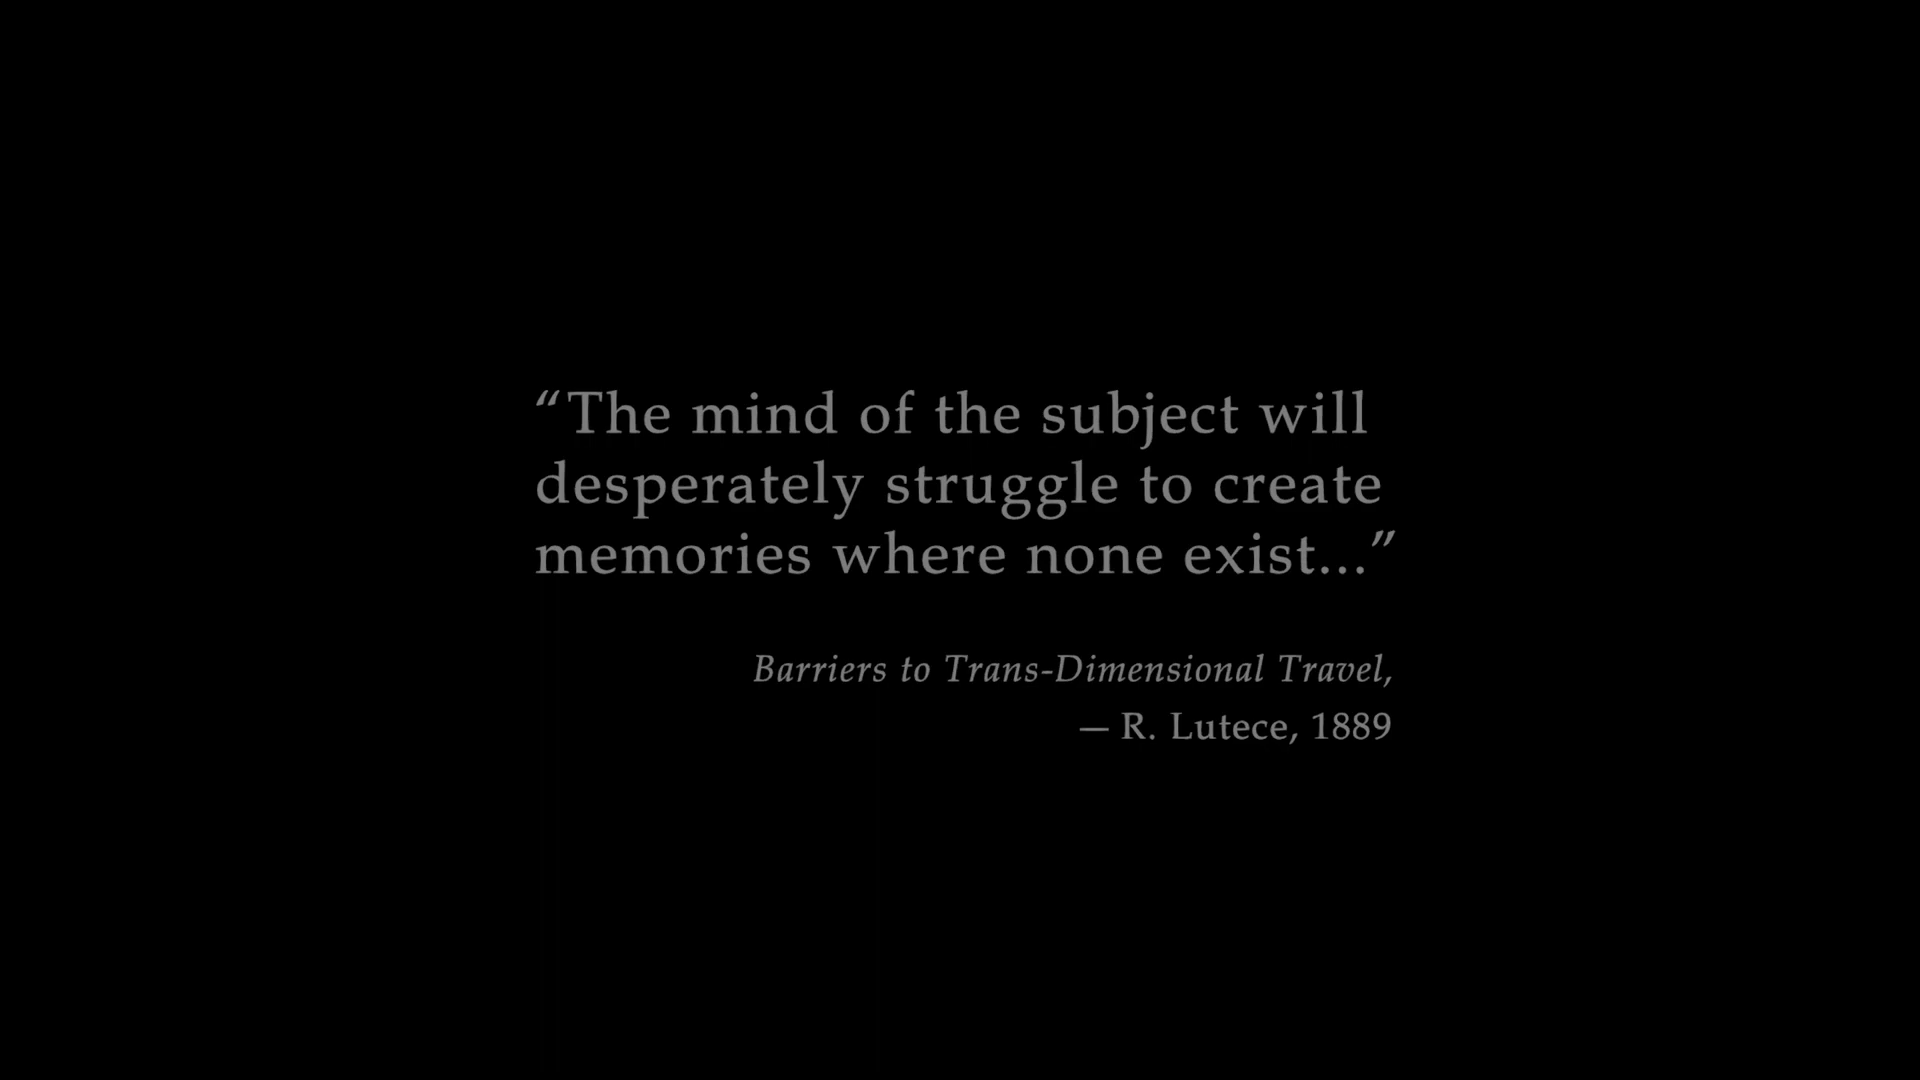 “The mind of the subject will
desperately struggle to create
memories where none exist...”
Barriers to Trans-Dimensional Travel,
— R. Lutece, 1889